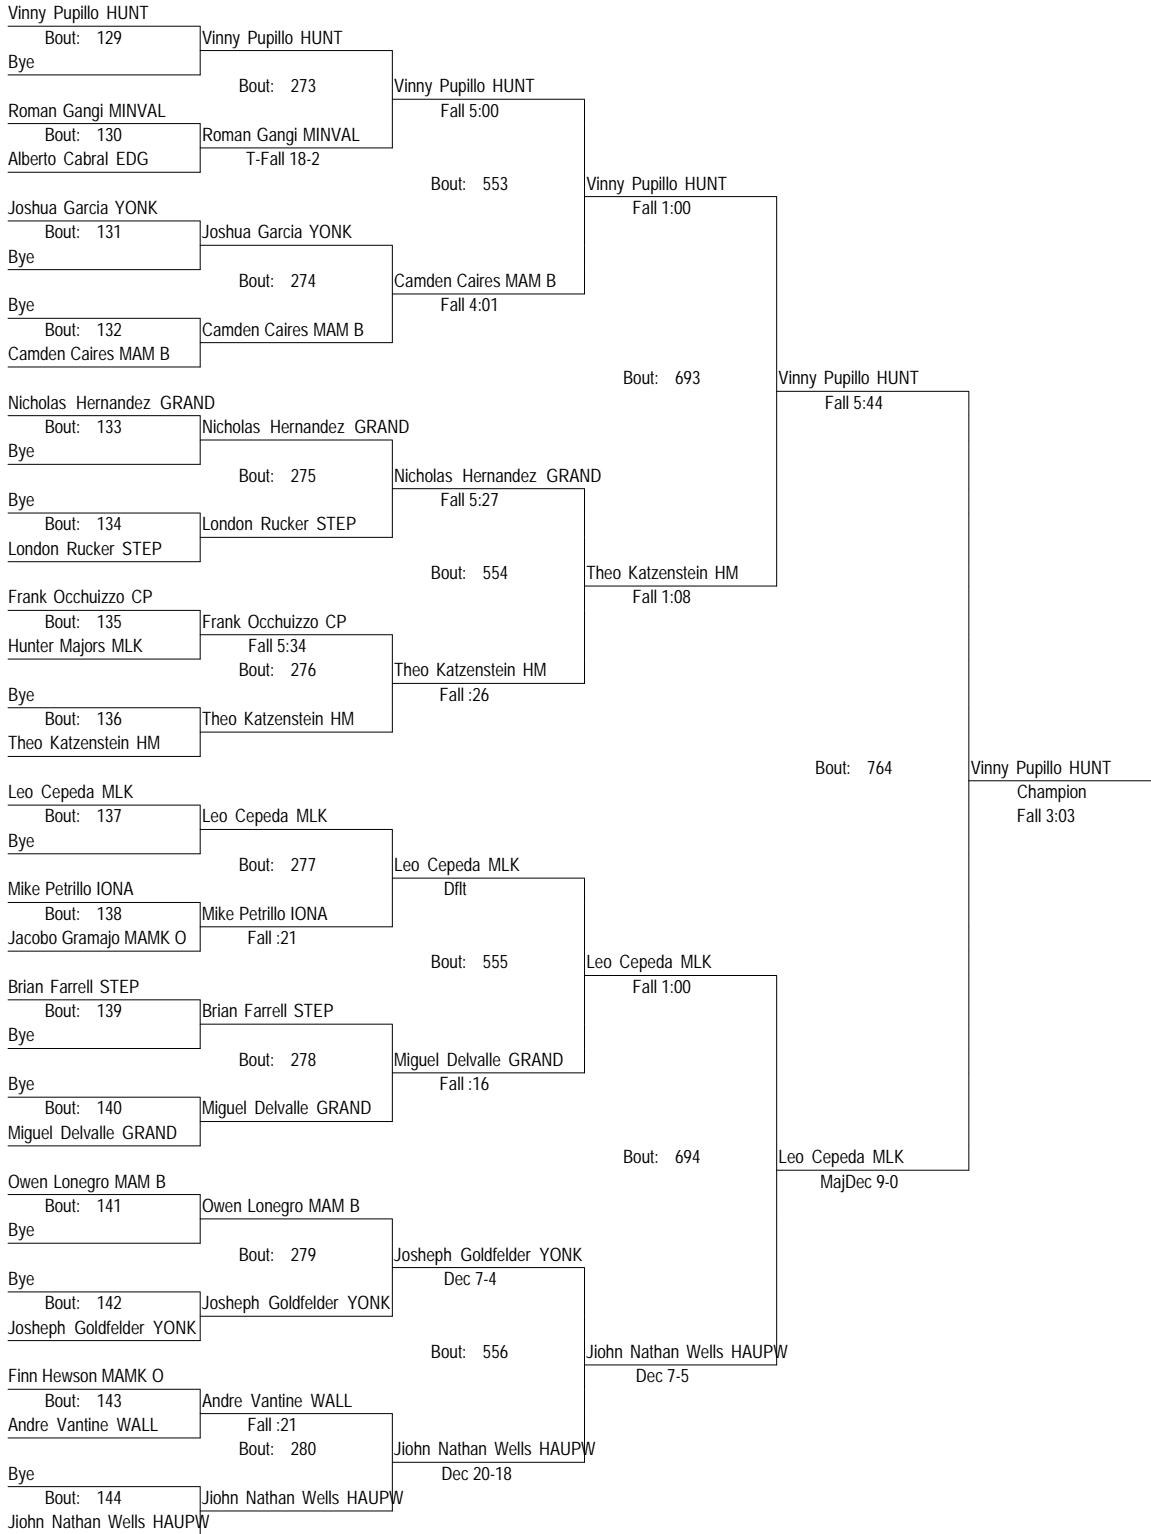 Vinny Pupillo HUNT
Bout: 129
Vinny Pupillo HUNT
Bye
Bout: 273
Vinny Pupillo HUNT
Roman Gangi MINVAL
Fall 5:00
Bout: 130
Roman Gangi MINVAL
Alberto Cabral EDG
T-Fall 18-2
Bout: 553
Vinny Pupillo HUNT
Joshua Garcia YONK
Fall 1:00
Bout: 131
Joshua Garcia YONK
Bye
Bout: 274
Camden Caires MAM B
Bye
Fall 4:01
Bout: 132
Camden Caires MAM B
Camden Caires MAM B
Bout: 693
Vinny Pupillo HUNT
Nicholas Hernandez GRAND
Fall 5:44
Bout: 133
Nicholas Hernandez GRAND
Bye
Bout: 275
Nicholas Hernandez GRAND
Bye
Fall 5:27
Bout: 134
London Rucker STEP
London Rucker STEP
Bout: 554
Theo Katzenstein HM
Frank Occhuizzo CP
Fall 1:08
Bout: 135
Frank Occhuizzo CP
Hunter Majors MLK
Fall 5:34
Bout: 276
Theo Katzenstein HM
Bye
Fall :26
Bout: 136
Theo Katzenstein HM
Theo Katzenstein HM
Bout: 764
Vinny Pupillo HUNT
Leo Cepeda MLK
Champion
Bout: 137
Leo Cepeda MLK
Fall 3:03
Bye
Bout: 277
Leo Cepeda MLK
Mike Petrillo IONA
Dflt
Bout: 138
Mike Petrillo IONA
Jacobo Gramajo MAMK O
Fall :21
Bout: 555
Leo Cepeda MLK
Brian Farrell STEP
Fall 1:00
Bout: 139
Brian Farrell STEP
Bye
Bout: 278
Miguel Delvalle GRAND
Bye
Fall :16
Bout: 140
Miguel Delvalle GRAND
Miguel Delvalle GRAND
Bout: 694
Leo Cepeda MLK
Owen Lonegro MAM B
MajDec 9-0
Bout: 141
Owen Lonegro MAM B
Bye
Bout: 279
Josheph Goldfelder YONK
Bye
Dec 7-4
Bout: 142
Josheph Goldfelder YONK
Josheph Goldfelder YONK
Bout: 556
Jiohn Nathan Wells HAUPW
Finn Hewson MAMK O
Dec 7-5
Bout: 143
Andre Vantine WALL
Andre Vantine WALL
Fall :21
Bout: 280
Jiohn Nathan Wells HAUPW
Bye
Dec 20-18
Bout: 144
Jiohn Nathan Wells HAUPW
Jiohn Nathan Wells HAUPW